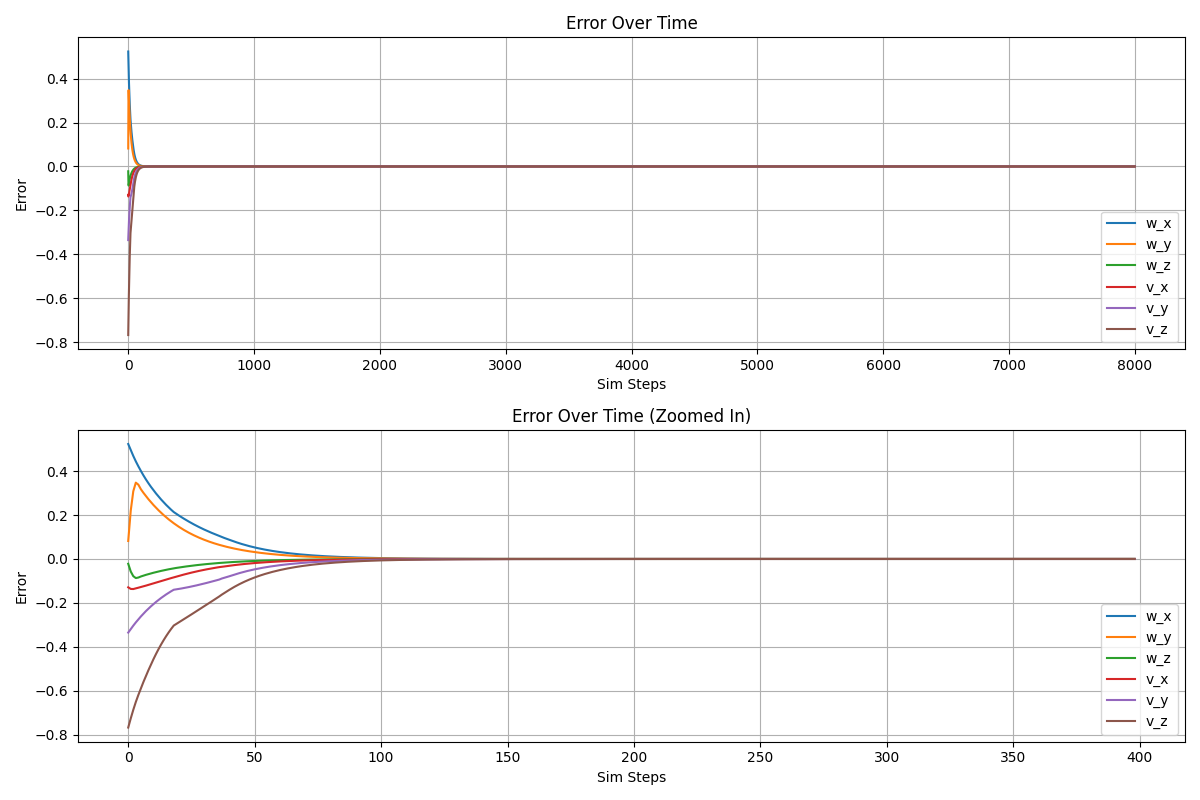 Error Over Time
Error
0.4
0.2
0.0
−0.2
−0.4
−0.6
−0.8
w_x
w_y
w_z
v_x
v_y
v_z
0 1000 2000 3000 4000 5000 6000 7000 8000
Sim Steps
Error Over Time (Zoomed In)
Error
0.4
0.2
0.0
−0.2
−0.4
−0.6
−0.8
w_x
w_y
w_z
v_x
v_y
v_z
0 50 100 150 200 250 300 350 400
Sim Steps